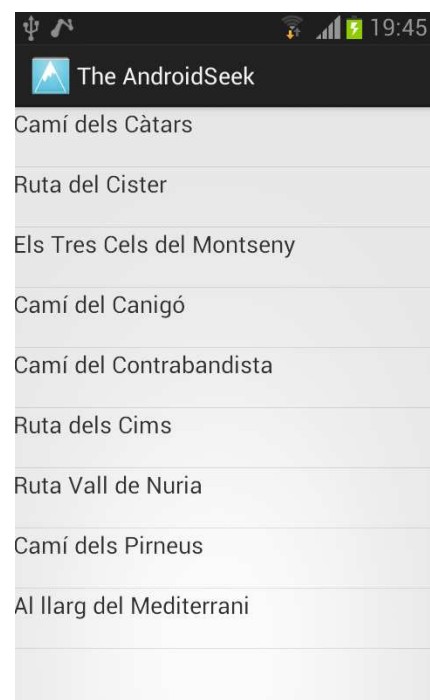 19:45
The AndroidSeek
Camí dels Càtars
Ruta del Cister
Els Tres Cels del Montseny
Camí del Canigó
Camí del Contrabandista
Ruta dels Cims
Ruta Vall de Nuria
Camí dels Pirneus
Al llarg del Mediterrani